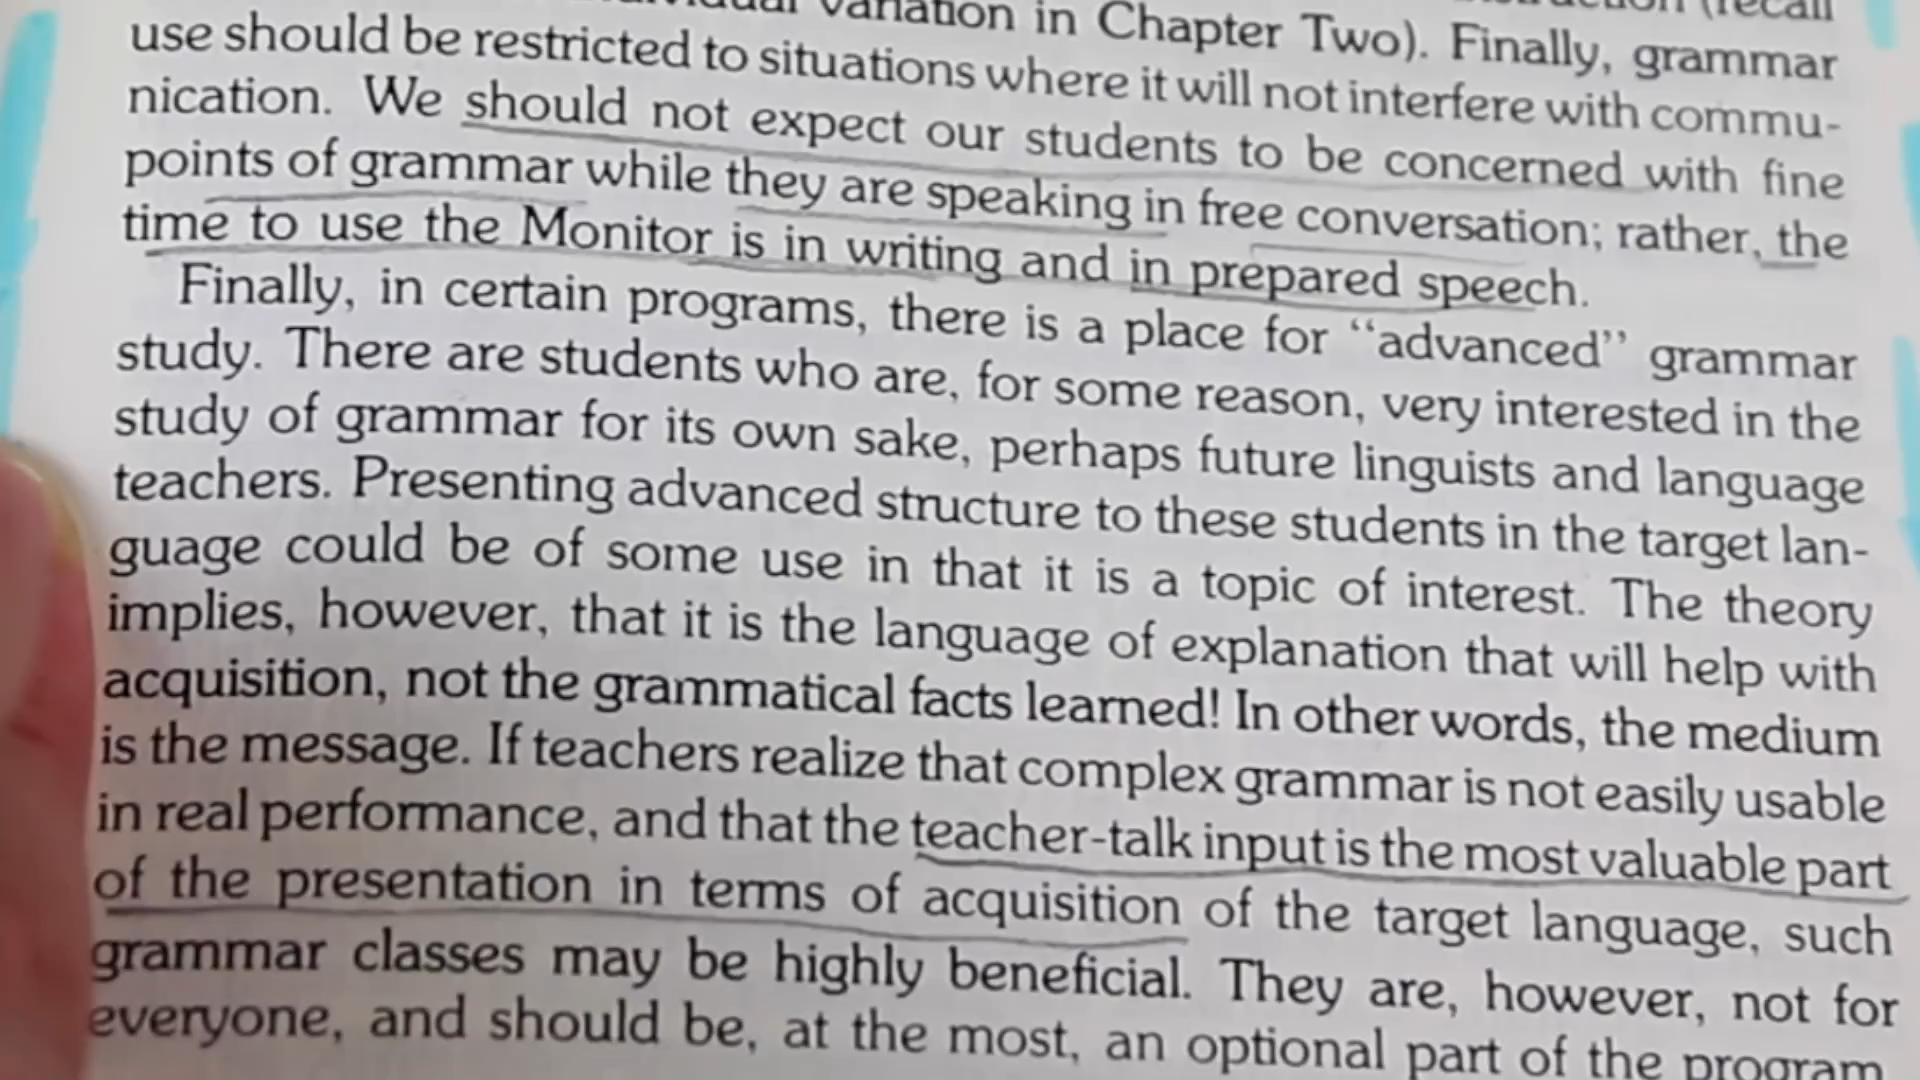 variation in Chapter Two). Finally, grammar
use should be restricted to situations where it will not interfere with commu-
nication. We should not expect our students to be concerned with fine
points of grammar while they are speaking in free conversation; rather, the
time to use the Monitor is in writing and in prepared speech.
Finally, in certain programs, there is a place for “advanced” grammar
study. There are students who are, for some reason, very interested in the
study of grammar for its own sake, perhaps future linguists and language
teachers. Presenting advanced structure to these students in the target lan-
guage could be of some use in that it is a topic of interest. The theory
implies, however, that it is the language of explanation that will help with
acquisition, not the grammatical facts learned! In other words, the medium
is the message. If teachers realize that complex grammar is not easily usable
in real performance, and that the teacher-talk input is the most valuable part
of the presentation in terms of acquisition of the target language, such
grammar classes may be highly beneficial. They are, however, not for
everyone, and should be, at the most, an optional part of the program